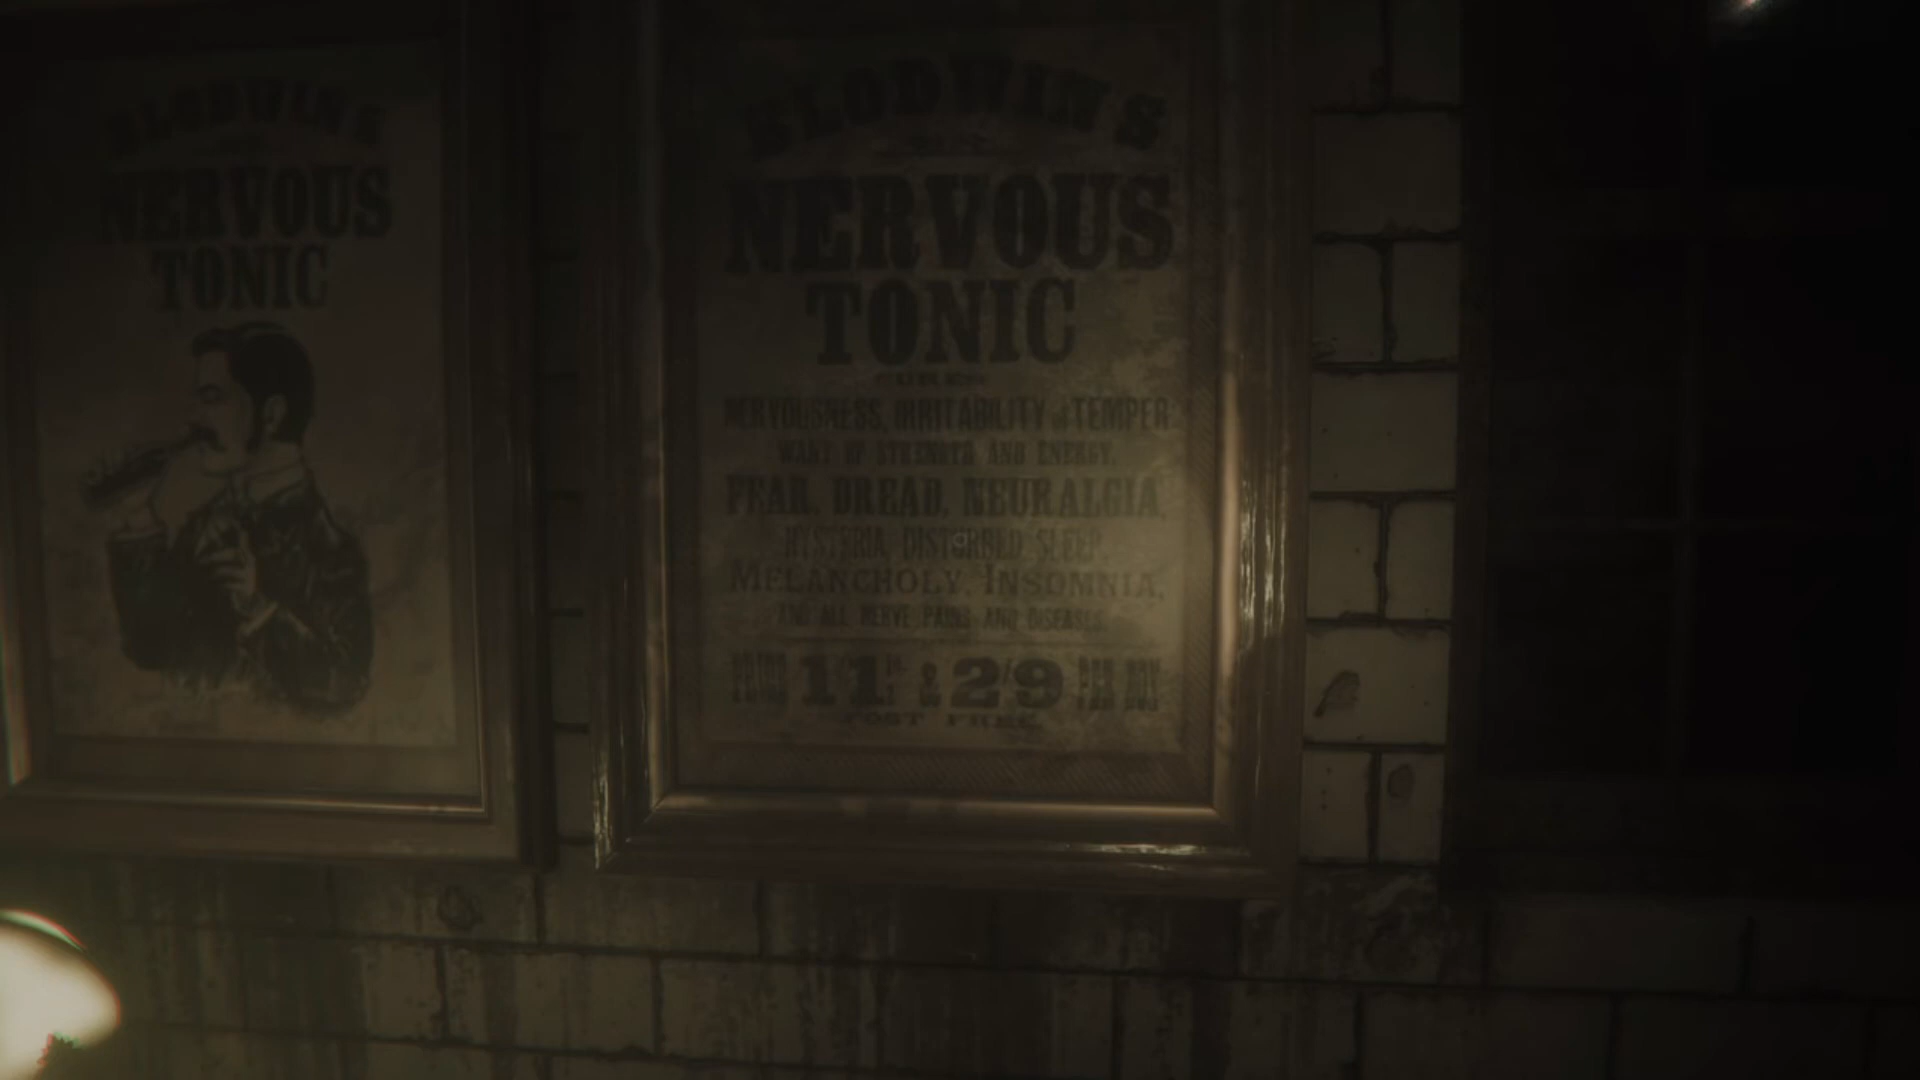 NERVOUS
TONIC
NERVOUS
TONIC
NERVOUSNESS, IRRITABILITY of TEMPER
WANT OF STRENGTH AND ENERGY,
FEAR, DREAD, NEURALGIA,
HYSTERIA, DISTURBED SLEEP,
MELANCHOLY, INSOMNIA,
AND ALL NERVE PAINS AND DISEASES.
& 2/9
POST FREE